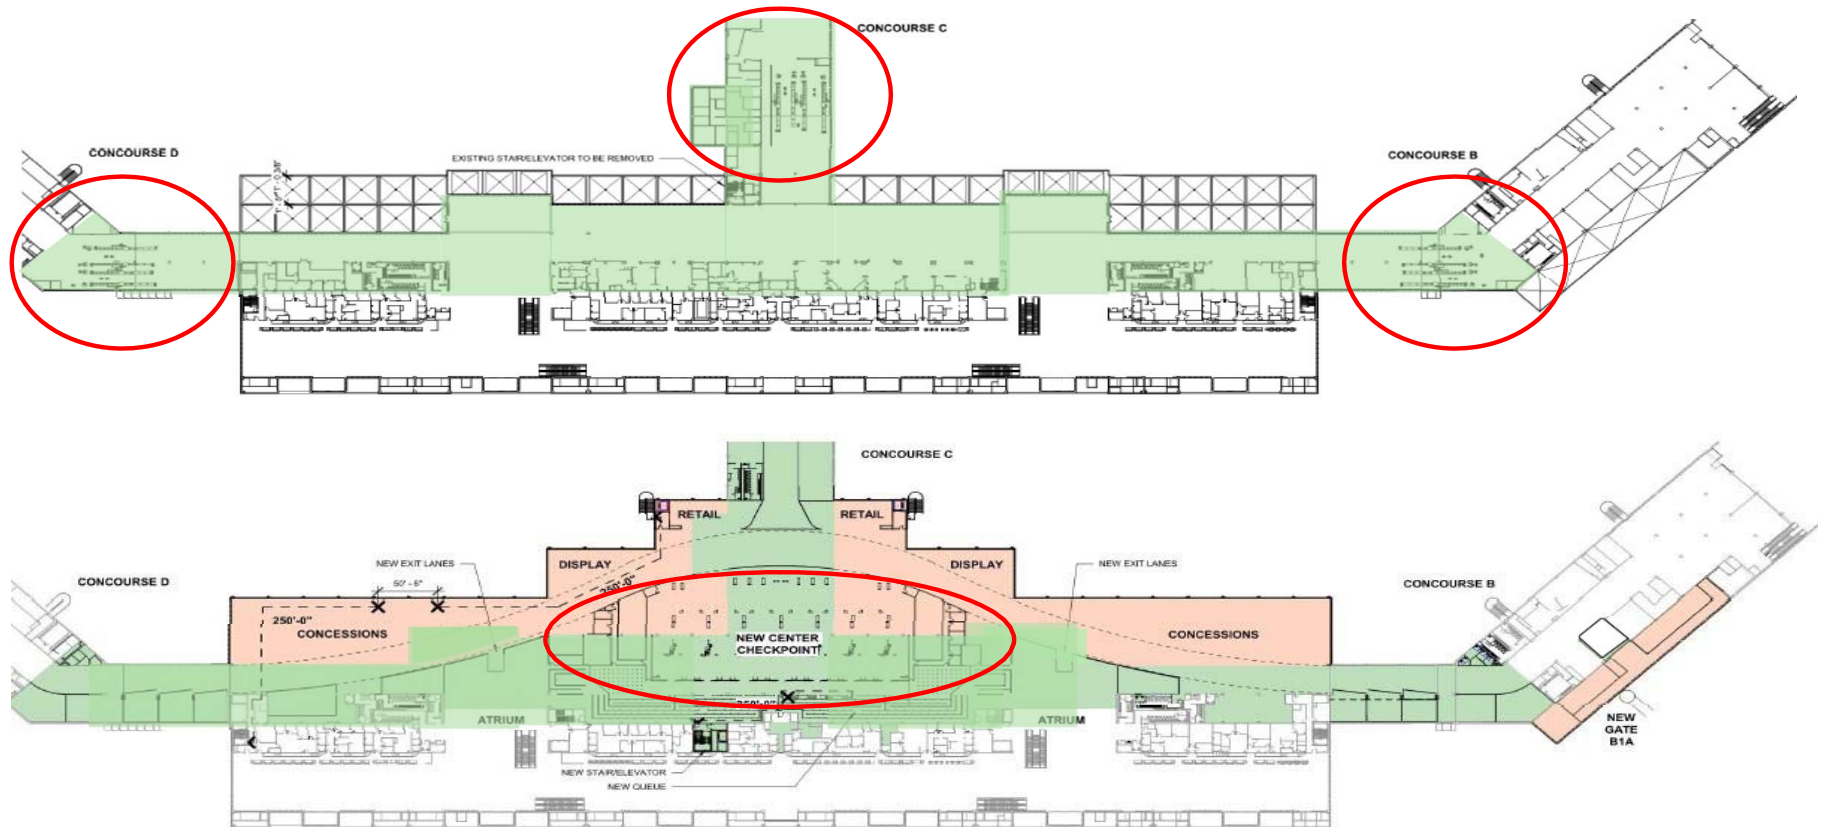 CONCOURSE C
CONCOURSE D
EXISTING STAIR/ELEVATOR TO BE REMOVED
CONCOURSE B
CONCOURSE C
RETAIL
RETAIL
NEW EXIT LANES
DISPLAY
DISPLAY
NEW EXIT LANES
CONCOURSE D
50' - 6"
250'-0"
CONCOURSE B
250'-0"
CONCESSIONS
NEW CENTER
CHECKPOINT
CONCESSIONS
ATRIUM
ATRIUM
NEW
GATE
B1A
NEW STAIR/ELEVATOR
NEW QUEUE